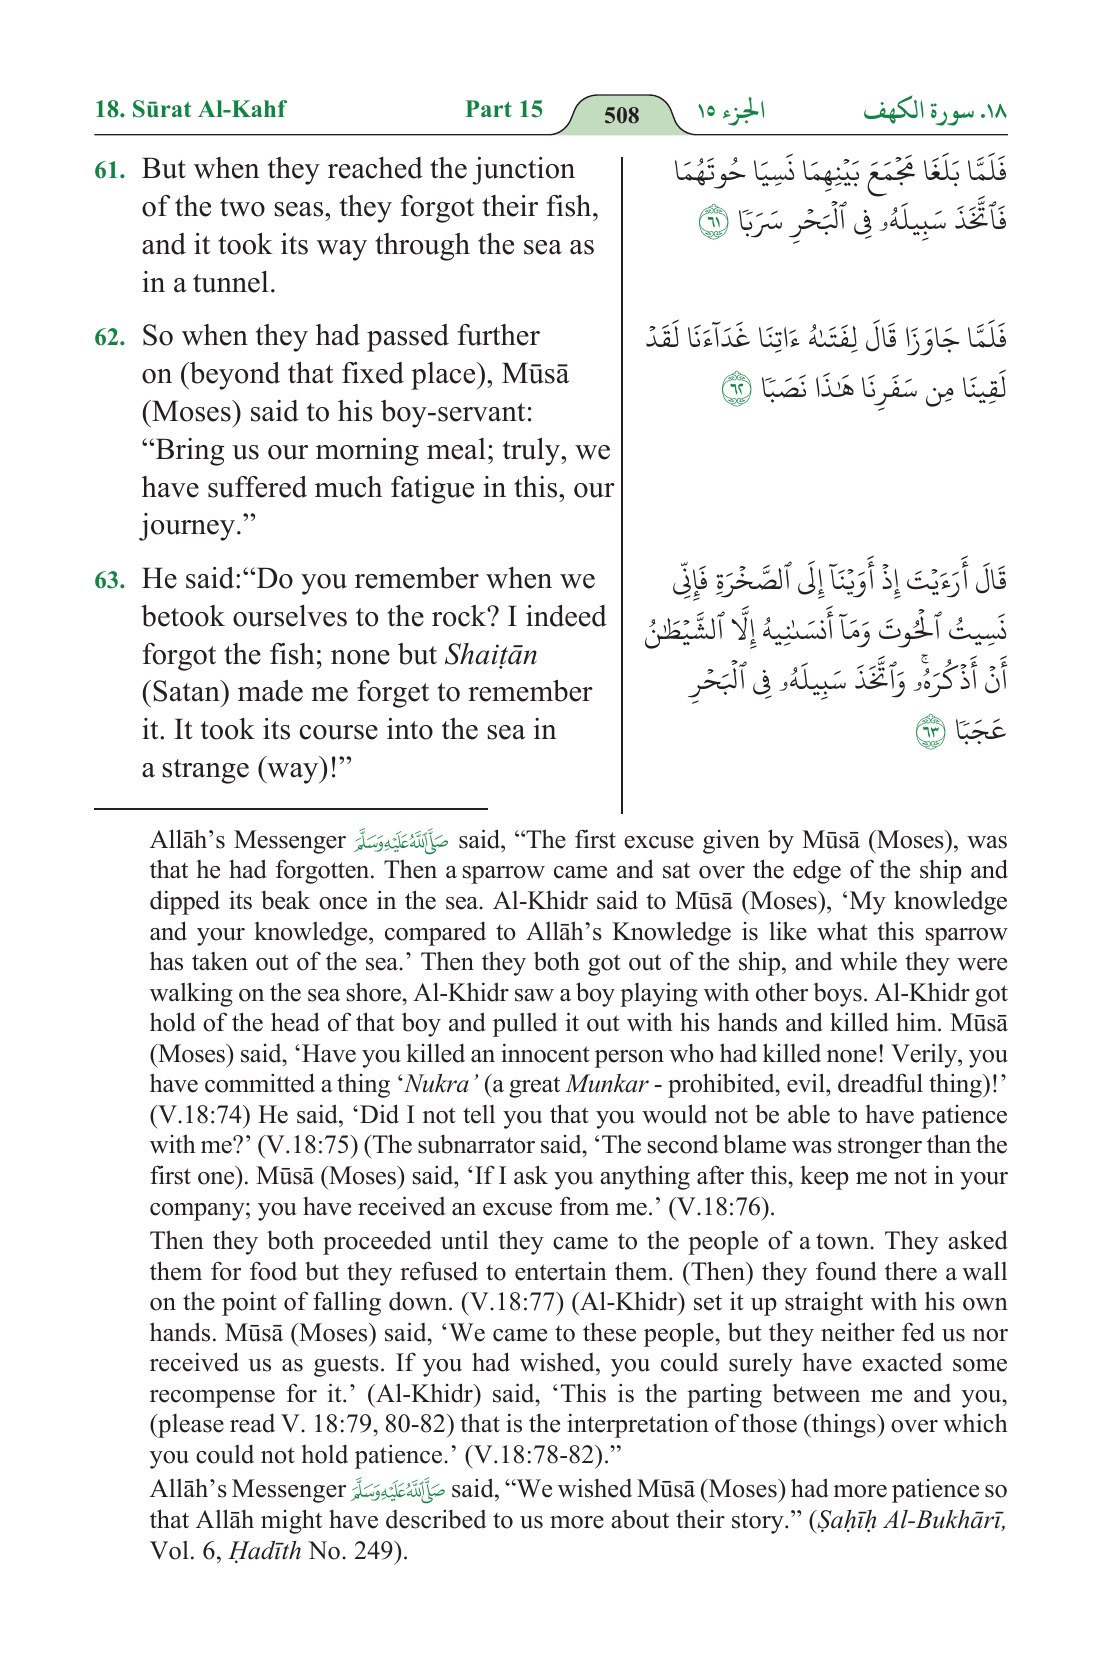 18. Sūrat Al-Kahf Part 15 508 الجزء ١٥ ١٨. سورة الكهف
61. But when they reached the junction
of the two seas, they forgot their fish,
and it took its way through the sea as
in a tunnel.
فَلَمَّا بَلَغَا مَجْمَعَ بَيْنِهِمَا نَسِيَا حُوتَهُمَا
فَٱتَّخَذَ سَبِيلَهُۥ فِى ٱلْبَحْرِ سَرَبًا ٦١
62. So when they had passed further
on (beyond that fixed place), Mūsā
(Moses) said to his boy-servant:
“Bring us our morning meal; truly, we
have suffered much fatigue in this, our
journey.”
فَلَمَّا جَاوَزَا قَالَ لِفَتَىٰهُ ءَاتِنَا غَدَآءَنَا لَقَدْ
لَقِينَا مِن سَفَرِنَا هَٰذَا نَصَبًا ٦٢
63. He said:“Do you remember when we
betook ourselves to the rock? I indeed
forgot the fish; none but Shaiṭān
(Satan) made me forget to remember
it. It took its course into the sea in
a strange (way)!”
قَالَ أَرَءَيْتَ إِذْ أَوَيْنَآ إِلَى ٱلصَّخْرَةِ فَإِنِّى
نَسِيتُ ٱلْحُوتَ وَمَآ أَنسَىٰنِيهُ إِلَّا ٱلشَّيْطَٰنُ
أَنْ أَذْكُرَهُۥ ۚ وَٱتَّخَذَ سَبِيلَهُۥ فِى ٱلْبَحْرِ
عَجَبًا ٦٣
Allāh’s Messenger صَلَّى ٱللَّهُ عَلَيْهِ وَسَلَّمَ said, “The first excuse given by Mūsā (Moses), was
that he had forgotten. Then a sparrow came and sat over the edge of the ship and
dipped its beak once in the sea. Al-Khidr said to Mūsā (Moses), ‘My knowledge
and your knowledge, compared to Allāh’s Knowledge is like what this sparrow
has taken out of the sea.’ Then they both got out of the ship, and while they were
walking on the sea shore, Al-Khidr saw a boy playing with other boys. Al-Khidr got
hold of the head of that boy and pulled it out with his hands and killed him. Mūsā
(Moses) said, ‘Have you killed an innocent person who had killed none! Verily, you
have committed a thing ‘Nukra’ (a great Munkar - prohibited, evil, dreadful thing)!’
(V.18:74) He said, ‘Did I not tell you that you would not be able to have patience
with me?’ (V.18:75) (The subnarrator said, ‘The second blame was stronger than the
first one). Mūsā (Moses) said, ‘If I ask you anything after this, keep me not in your
company; you have received an excuse from me.’ (V.18:76).
Then they both proceeded until they came to the people of a town. They asked
them for food but they refused to entertain them. (Then) they found there a wall
on the point of falling down. (V.18:77) (Al-Khidr) set it up straight with his own
hands. Mūsā (Moses) said, ‘We came to these people, but they neither fed us nor
received us as guests. If you had wished, you could surely have exacted some
recompense for it.’ (Al-Khidr) said, ‘This is the parting between me and you,
(please read V. 18:79, 80-82) that is the interpretation of those (things) over which
you could not hold patience.’ (V.18:78-82).”
Allāh’s Messenger صَلَّى ٱللَّهُ عَلَيْهِ وَسَلَّمَ said, “We wished Mūsā (Moses) had more patience so
that Allāh might have described to us more about their story.” (Ṣaḥīḥ Al-Bukhārī,
Vol. 6, Ḥadīth No. 249).